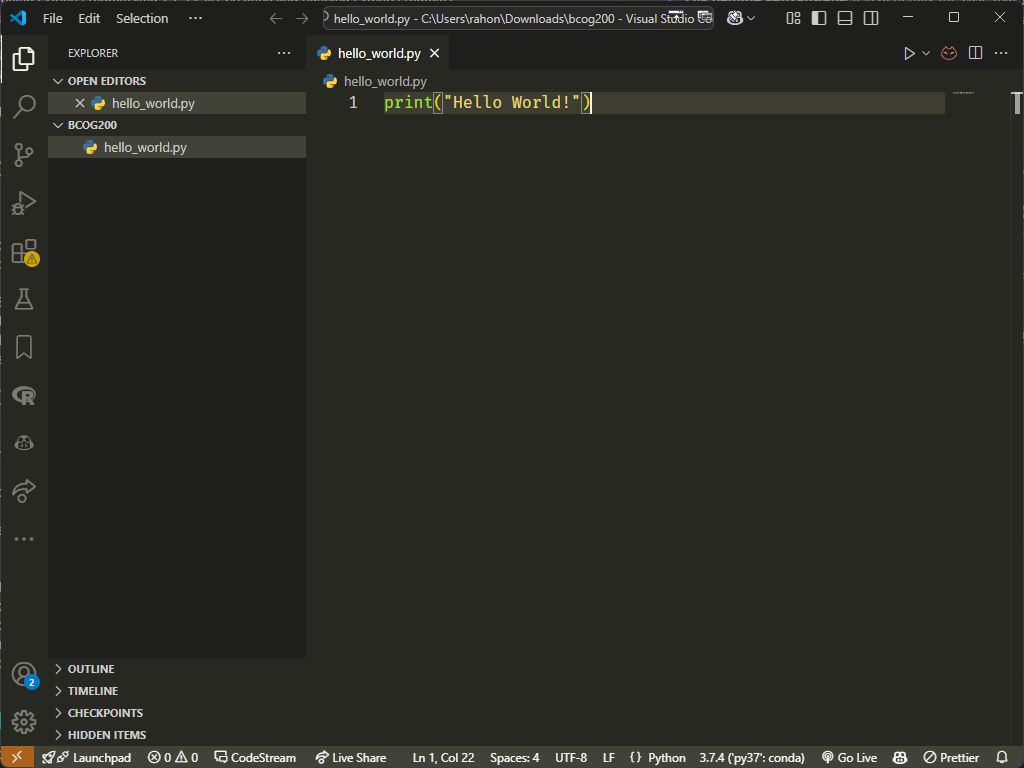 File Edit Selection ···
hello_world.py - C:\Users\rahon\Downloads\bcog200 - Visual Studio
EXPLORER ···
hello_world.py
OPEN EDITORS
hello_world.py
hello_world.py
1 print("Hello World!")
BCOG200
hello_world.py
OUTLINE
TIMELINE
CHECKPOINTS
HIDDEN ITEMS
2
Launchpad 0 0 CodeStream Live Share Ln 1, Col 22 Spaces: 4 UTF-8 LF {} Python 3.7.4 ('py37': conda) Go Live Prettier